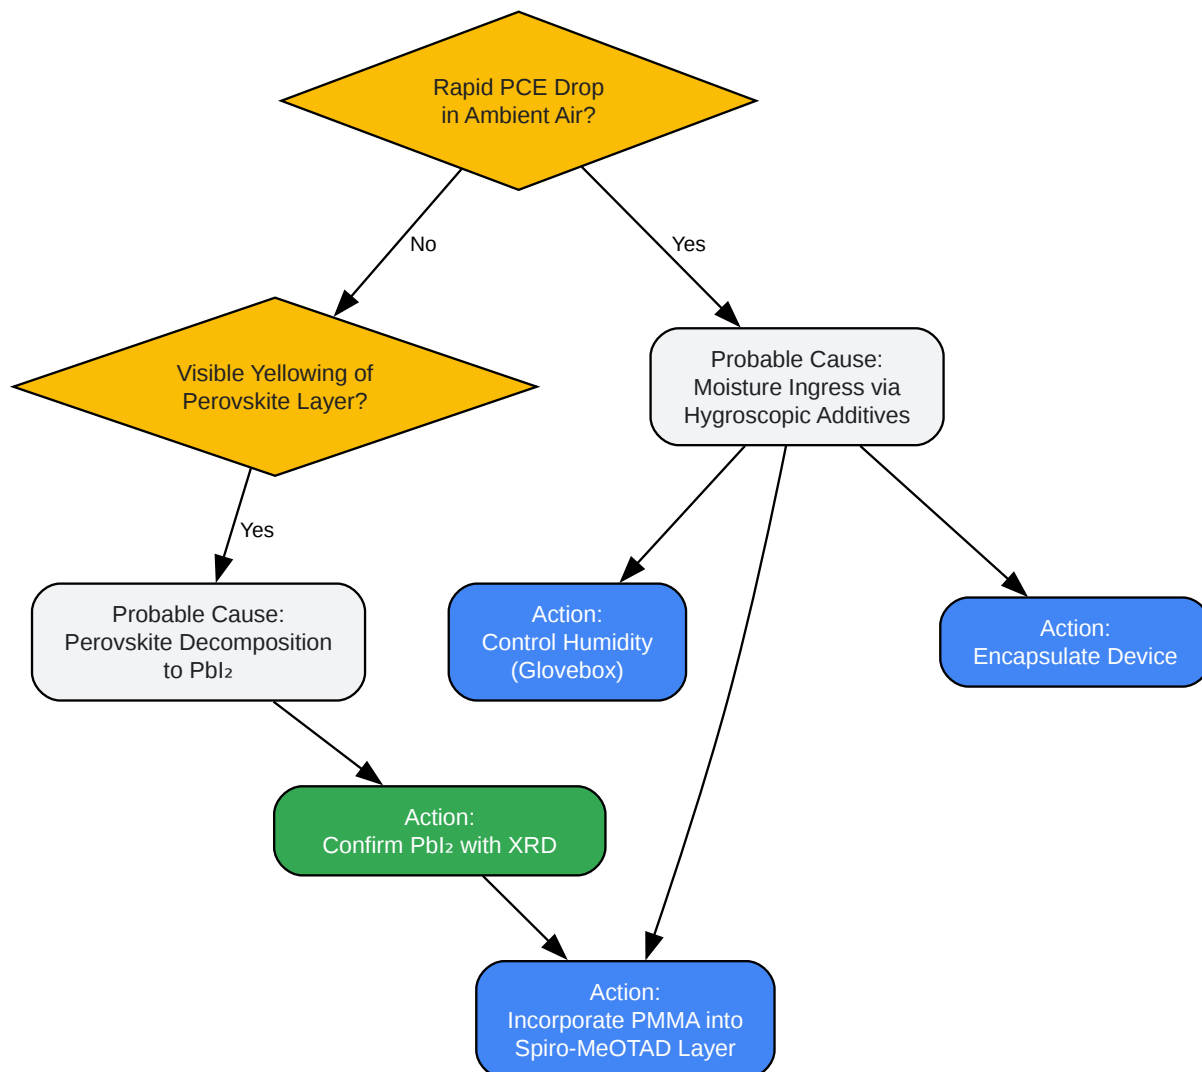 Rapid PCE Drop
in Ambient Air?
No
Yes
Visible Yellowing of
Perovskite Layer?
Probable Cause:
Moisture Ingress via
Hygroscopic Additives
Yes
Probable Cause:
Perovskite Decomposition
to PbI₂
Action:
Control Humidity
(Glovebox)
Action:
Encapsulate Device
Action:
Confirm PbI₂ with XRD
Action:
Incorporate PMMA into
Spiro-MeOTAD Layer